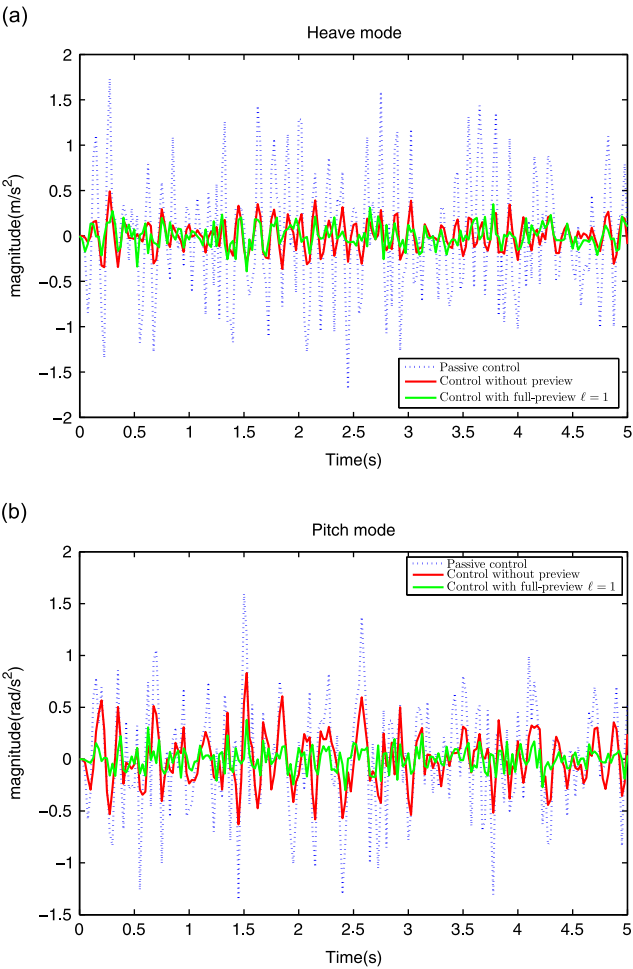 (a)
Heave mode
2
1.5
1
0.5
0
−0.5
−1
−1.5
−2
magnitude(m/s²)
Passive control
Control without preview
Control with full-preview ℓ = 1
0 0.5 1 1.5 2 2.5 3 3.5 4 4.5 5
Time(s)
(b)
Pitch mode
2
1.5
1
0.5
0
−0.5
−1
−1.5
magnitude(rad/s²)
Passive control
Control without preview
Control with full-preview ℓ = 1
0 0.5 1 1.5 2 2.5 3 3.5 4 4.5 5
Time(s)